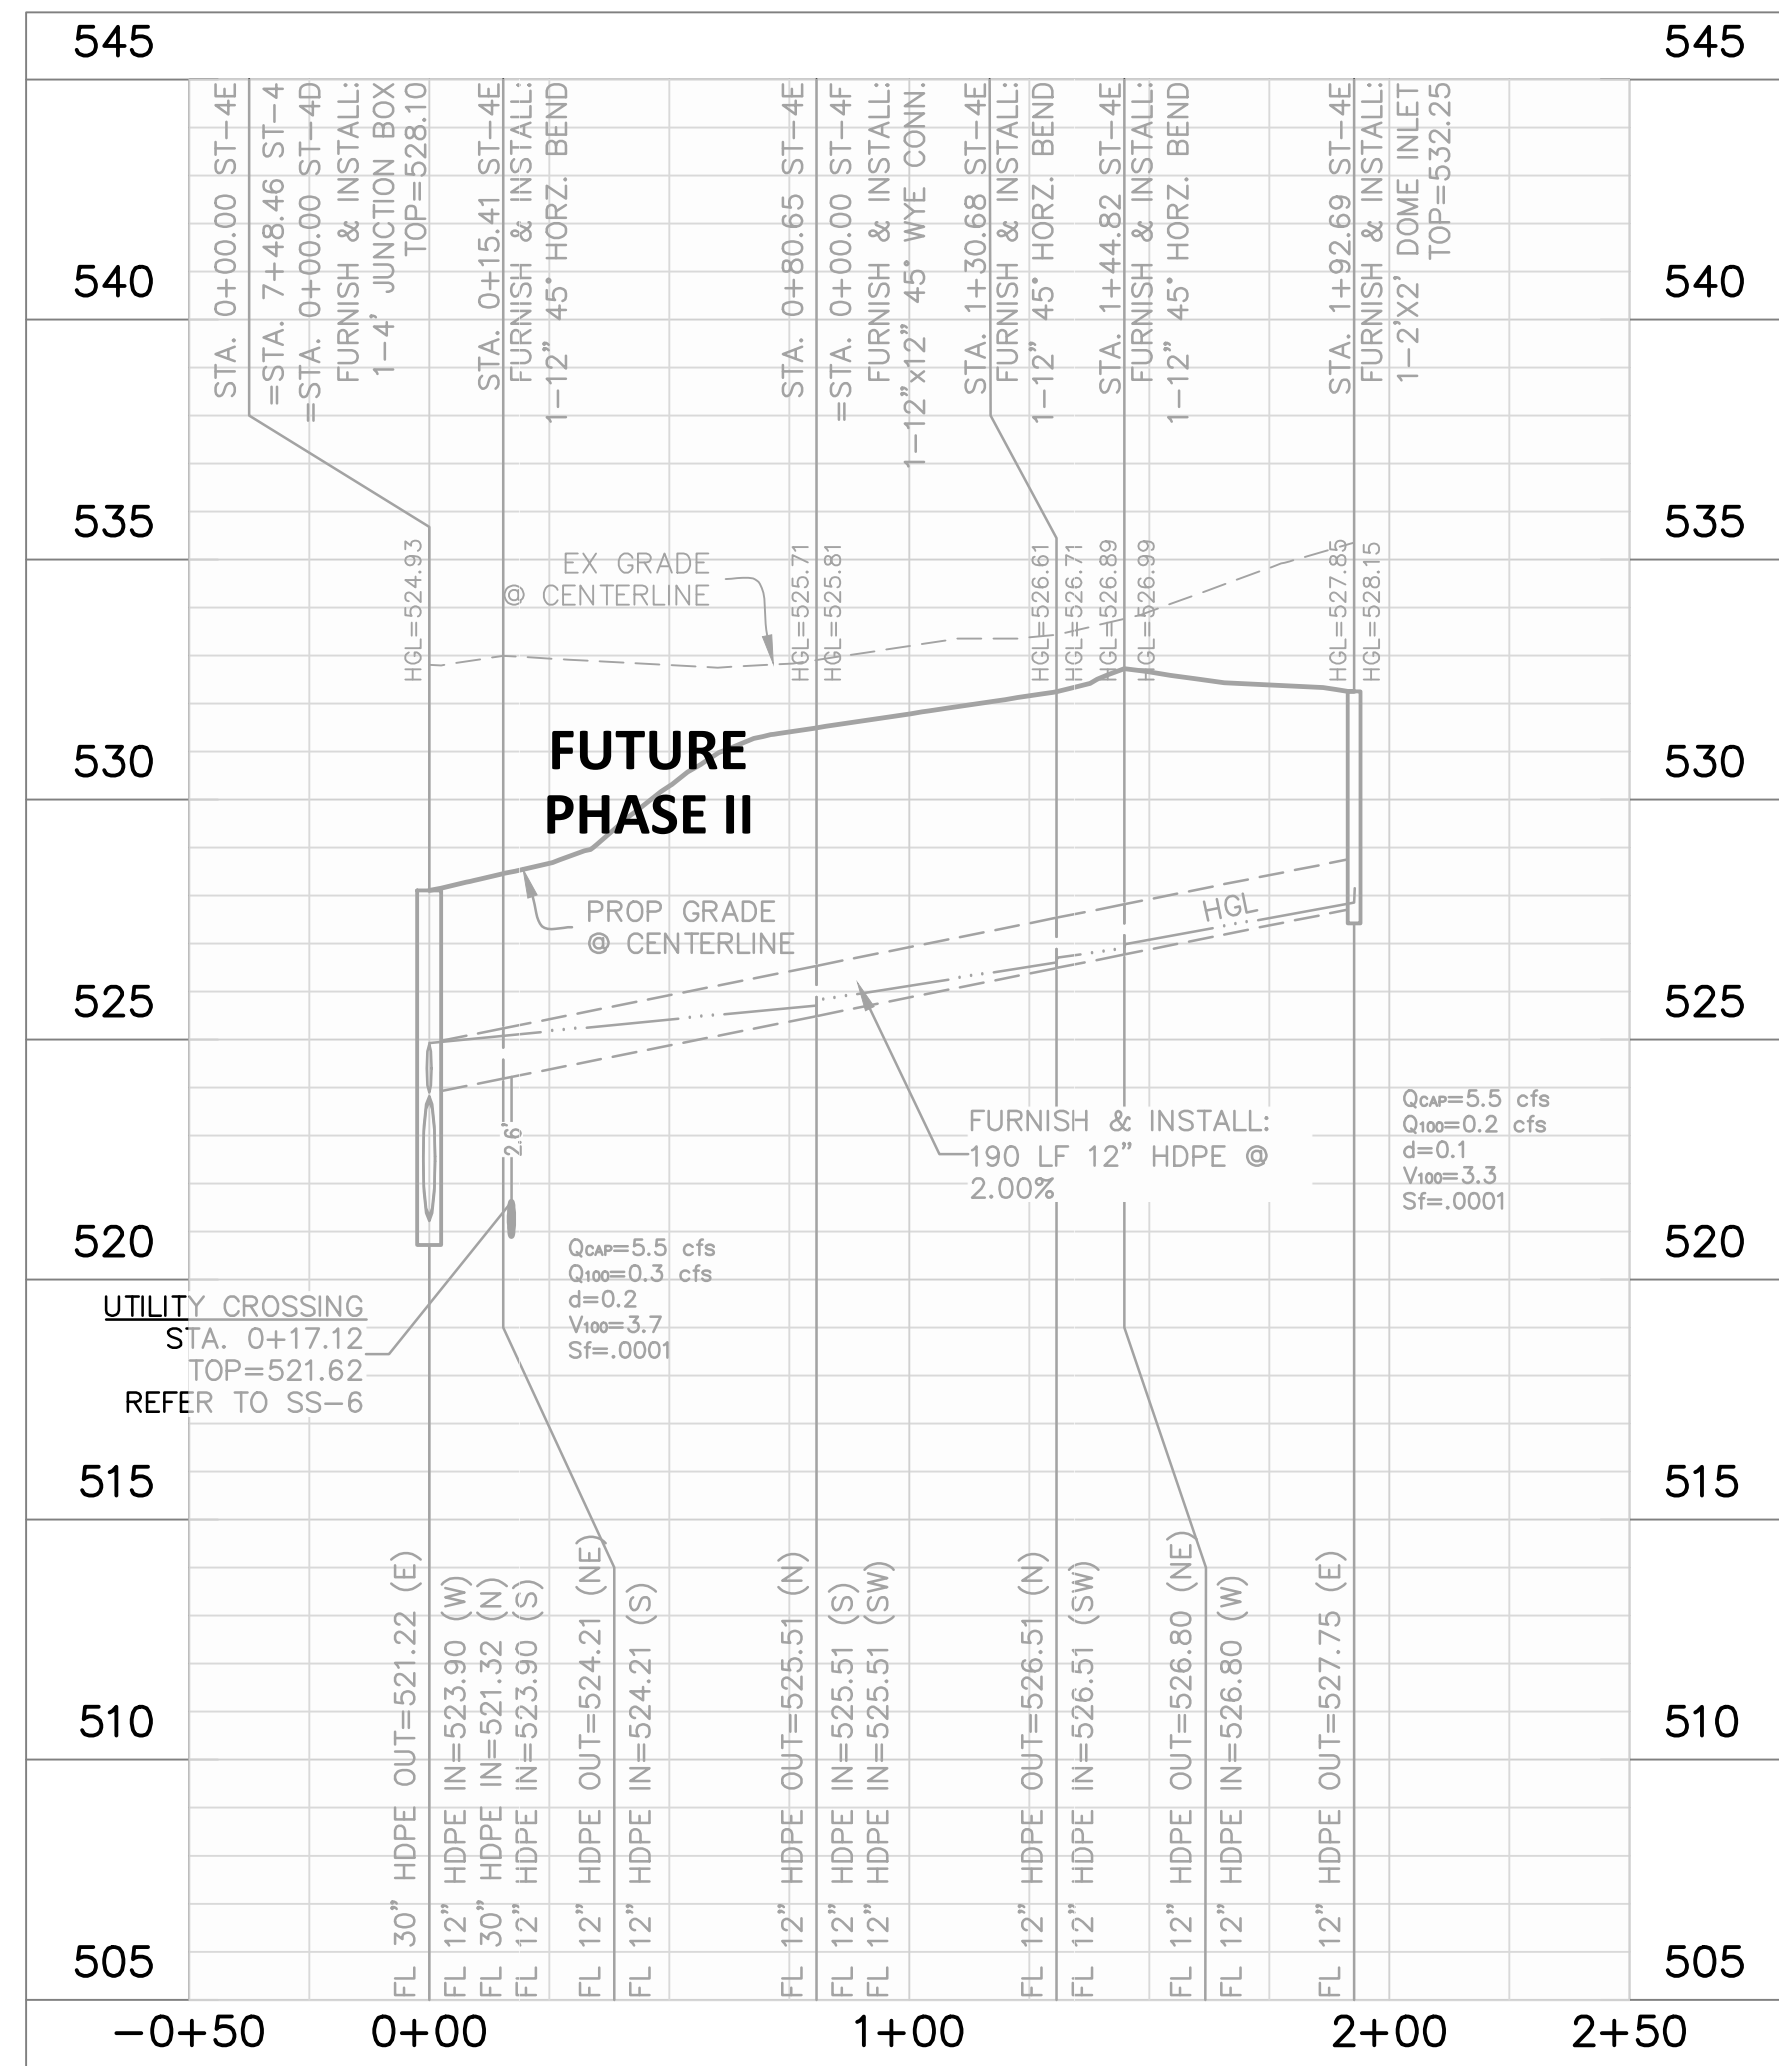 545
545
STA. 0+00.00 ST-4E
=STA. 7+48.46 ST-4
=STA. 0+00.00 ST-4D
FURNISH & INSTALL:
1-4' JUNCTION BOX
TOP=528.10
STA. 0+15.41 ST-4E
FURNISH & INSTALL:
1-12" 45° HORZ. BEND
STA. 0+80.65 ST-4E
=STA. 0+00.00 ST-4F
FURNISH & INSTALL:
1-12"x12" 45° WYE CONN.
STA. 1+30.68 ST-4E
FURNISH & INSTALL:
1-12" 45° HORZ. BEND
STA. 1+44.82 ST-4E
FURNISH & INSTALL:
1-12" 45° HORZ. BEND
STA. 1+92.69 ST-4E
FURNISH & INSTALL:
1-2'X2' DOME INLET
TOP=532.25
540
540
535
535
HGL=524.93
EX GRADE
@ CENTERLINE
HGL=525.71
HGL=525.81
HGL=526.61
HGL=526.71
HGL=526.89
HGL=526.99
HGL=527.85
HGL=528.15
530
530
FUTURE
PHASE II
PROP GRADE
@ CENTERLINE
HGL
525
525
2.6'
FURNISH & INSTALL:
190 LF 12" HDPE @
2.00%
QCAP=5.5 cfs
Q100=0.2 cfs
d=0.1
V100=3.3
Sf=.0001
520
520
QCAP=5.5 cfs
Q100=0.3 cfs
d=0.2
V100=3.7
Sf=.0001
UTILITY CROSSING
STA. 0+17.12
TOP=521.62
REFER TO SS-6
515
515
FL 30" HDPE OUT=521.22 (E)
FL 12" HDPE IN=523.90 (W)
FL 30" HDPE IN=521.32 (N)
FL 12" HDPE IN=523.90 (S)
FL 12" HDPE OUT=524.21 (NE)
FL 12" HDPE IN=524.21 (S)
FL 12" HDPE OUT=525.51 (N)
FL 12" HDPE IN=525.51 (S)
FL 12" HDPE IN=525.51 (SW)
FL 12" HDPE OUT=526.51 (N)
FL 12" HDPE IN=526.51 (SW)
FL 12" HDPE OUT=526.80 (NE)
FL 12" HDPE IN=526.80 (W)
FL 12" HDPE OUT=527.75 (E)
510
510
505
505
-0+50
0+00
1+00
2+00
2+50